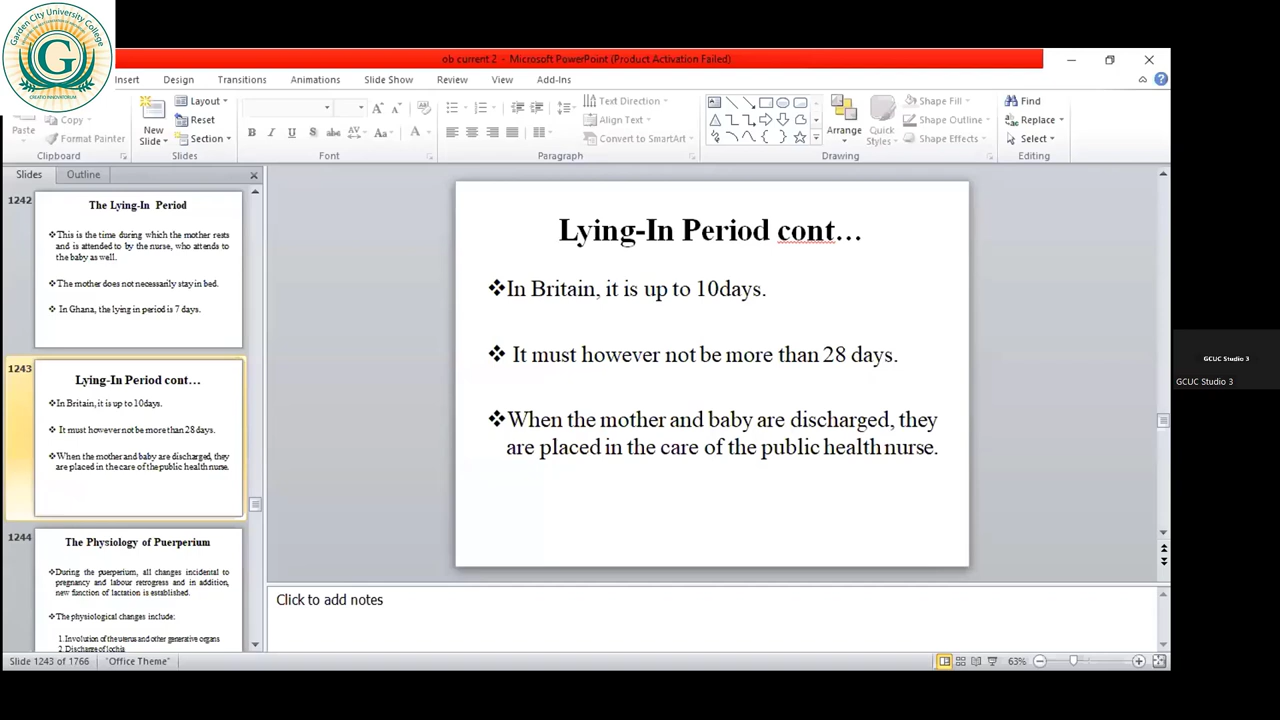 Garden City University College
G
CREATIO INNOVATORIUM
ob current 2 - Microsoft PowerPoint (Product Activation Failed)
Insert Design Transitions Animations Slide Show Review View Add-Ins
Paste Copy Format Painter
Clipboard
New Slide Layout Reset Section
Slides
B I U S abc AV Aa A
Font
Text Direction Align Text Convert to SmartArt
Paragraph
Arrange Quick Styles Shape Fill Shape Outline Shape Effects
Drawing
Find Replace Select
Editing
Slides Outline
1242
The Lying-In Period
❖This is the time during which the mother rests
and is attended to by the nurse, who attends to
the baby as well.
❖The mother does not necessarily stay in bed.
❖ In Ghana, the lying in period is 7 days.
1243
Lying-In Period cont…
❖In Britain, it is up to 10days.
❖ It must however not be more than 28 days.
❖When the mother and baby are discharged, they
are placed in the care of the public health nurse.
1244
The Physiology of Puerperium
❖During the puerperium, all changes incidental to
pregnancy and labour retrogress and in addition,
new function of lactation is established.
❖The physiological changes include:
1. Involution of the uterus and other generative organs
2. Discharge of lochia
Lying-In Period cont…
❖In Britain, it is up to 10days.
❖ It must however not be more than 28 days.
❖When the mother and baby are discharged, they
are placed in the care of the public health nurse.
Click to add notes
GCUC Studio 3
GCUC Studio 3
Slide 1243 of 1766 "Office Theme" 63%